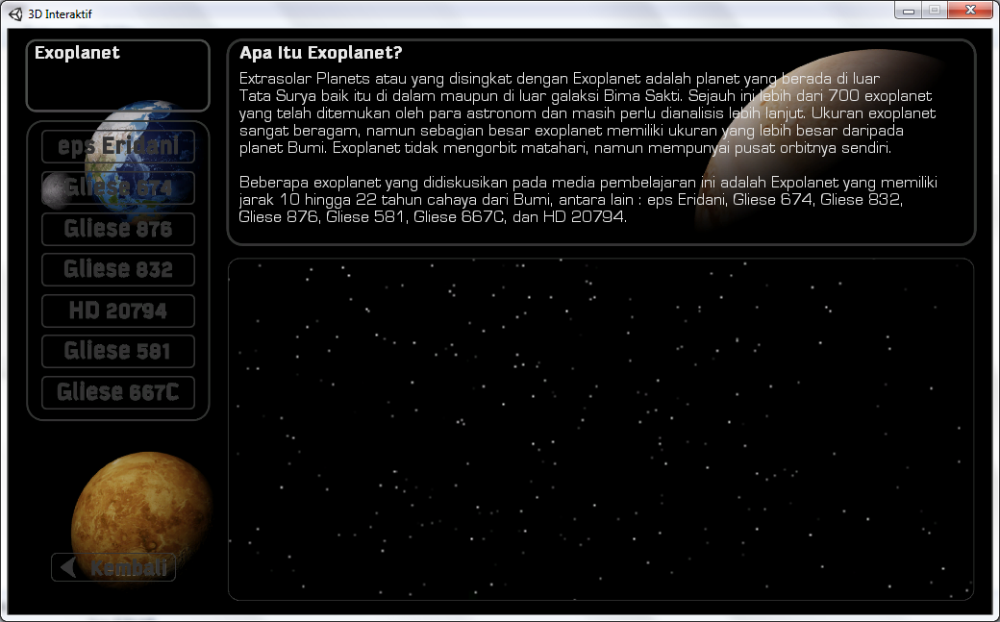 3D Interaktif
Exoplanet
eps Eridani
Gliese 674
Gliese 876
Gliese 832
HD 20794
Gliese 581
Gliese 667C
Kembali
Apa Itu Exoplanet?
Extrasolar Planets atau yang disingkat dengan Exoplanet adalah planet yang berada di luar
Tata Surya baik itu di dalam maupun di luar galaksi Bima Sakti. Sejauh ini lebih dari 700 exoplanet
yang telah ditemukan oleh para astronom dan masih perlu dianalisis lebih lanjut. Ukuran exoplanet
sangat beragam, namun sebagian besar exoplanet memiliki ukuran yang lebih besar daripada
planet Bumi. Exoplanet tidak mengorbit matahari, namun mempunyai pusat orbitnya sendiri.
Beberapa exoplanet yang didiskusikan pada media pembelajaran ini adalah Expolanet yang memiliki
jarak 10 hingga 22 tahun cahaya dari Bumi, antara lain : eps Eridani, Gliese 674, Gliese 832,
Gliese 876, Gliese 581, Gliese 667C, dan HD 20794.